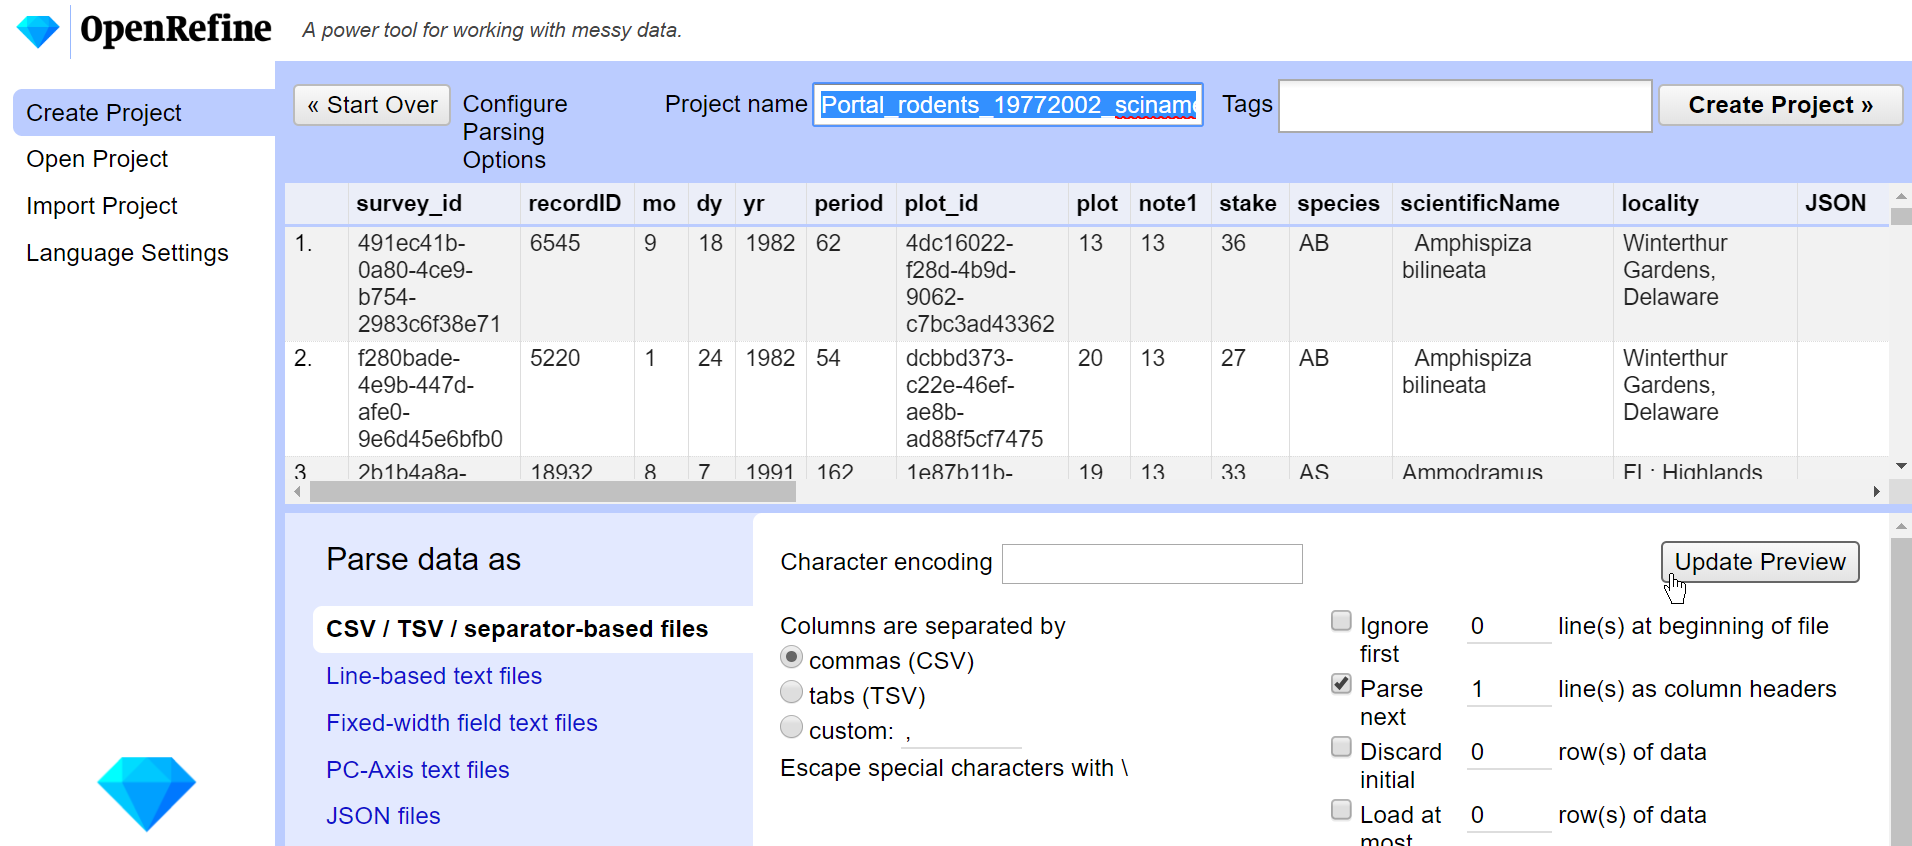 OpenRefine
A power tool for working with messy data.
Create Project
Open Project
Import Project
Language Settings
« Start Over
Configure
Parsing
Options
Project name Portal_rodents_19772002_sciname
Tags
Create Project »
survey_id recordID mo dy yr period plot_id plot note1 stake species scientificName locality JSON
1. 491ec41b- 6545 9 18 1982 62 4dc16022- 13 13 36 AB Amphispiza Winterthur
0a80-4ce9- f28d-4b9d- bilineata Gardens,
b754- 9062- Delaware
2983c6f38e71 c7bc3ad43362
2. f280bade- 5220 1 24 1982 54 dcbbd373- 20 13 27 AB Amphispiza Winterthur
4e9b-447d- c22e-46ef- bilineata Gardens,
afe0- ae8b- Delaware
9e6d45e6bfb0 ad88f5cf7475
3 2b1b4a8a- 18932 8 7 1991 162 1e87b11b- 19 13 33 AS Ammodramus FL: Highlands
Parse data as
CSV / TSV / separator-based files
Line-based text files
Fixed-width field text files
PC-Axis text files
JSON files
Character encoding
Update Preview
Columns are separated by
commas (CSV)
tabs (TSV)
custom: ,
Escape special characters with \
Ignore 0 line(s) at beginning of file
first
Parse 1 line(s) as column headers
next
Discard 0 row(s) of data
initial
Load at 0 row(s) of data
most